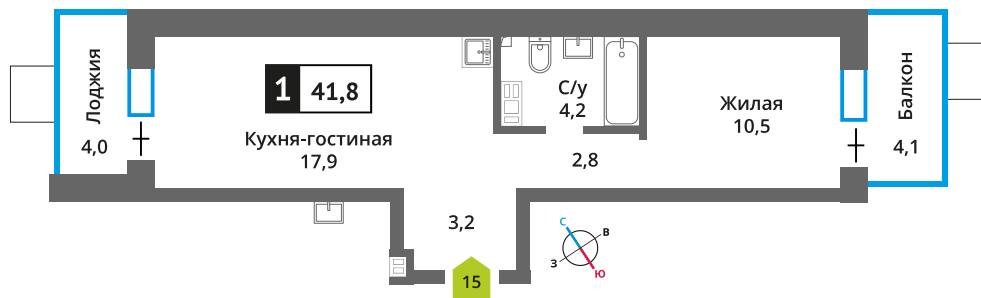 Лоджия
4,0
1 41,8
Кухня-гостиная
17,9
С/у
4,2
2,8
3,2
15
Жилая
10,5
Балкон
4,1
С
В
З
Ю